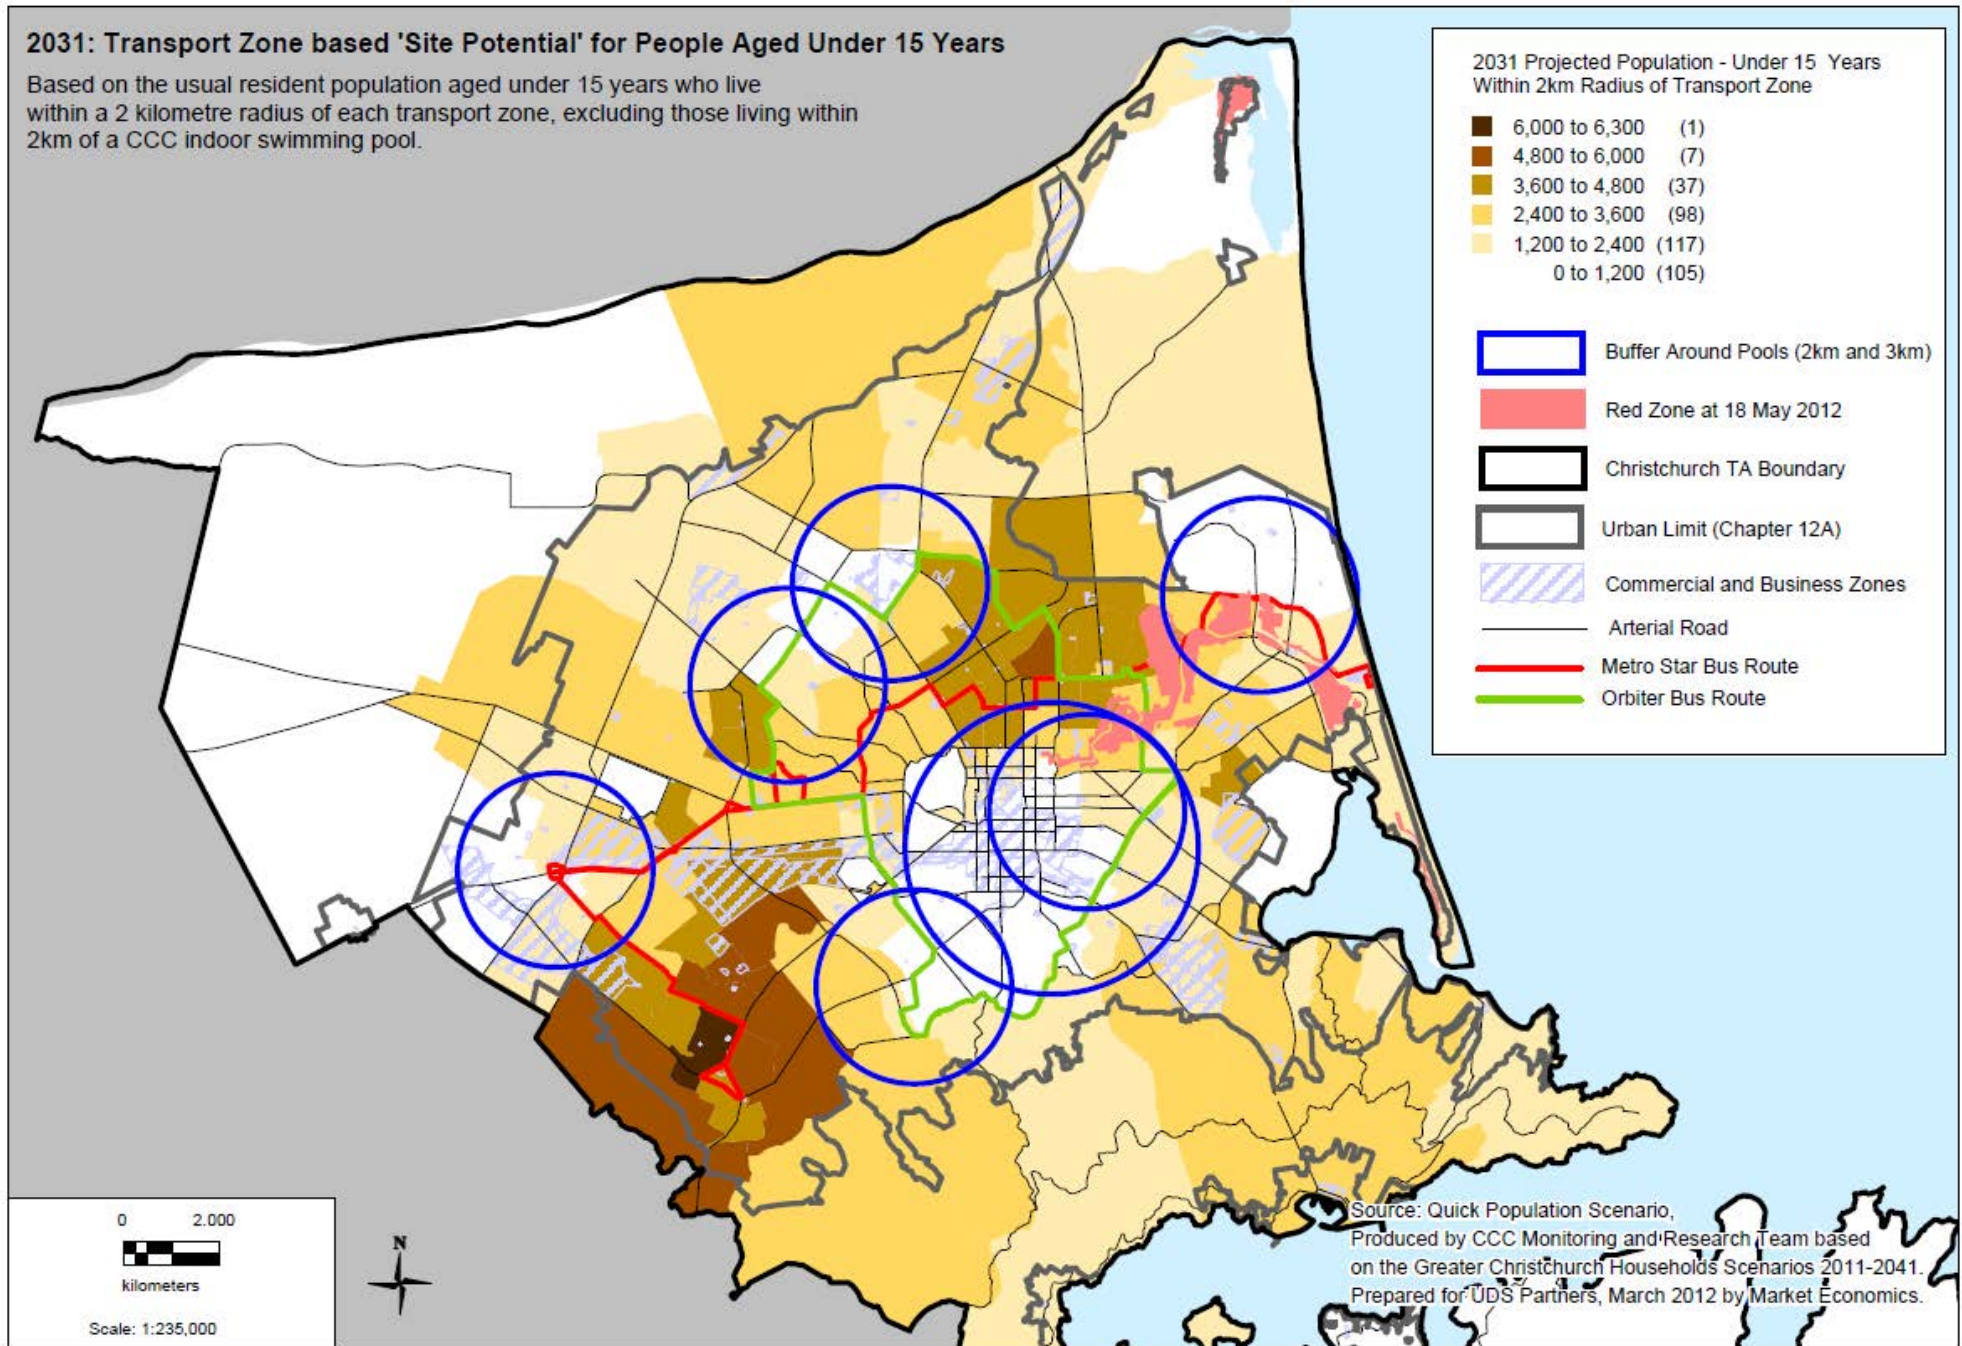 2031: Transport Zone based 'Site Potential' for People Aged Under 15 Years
Based on the usual resident population aged under 15 years who live
within a 2 kilometre radius of each transport zone, excluding those living within
2km of a CCC indoor swimming pool.
2031 Projected Population - Under 15 Years
Within 2km Radius of Transport Zone
6,000 to 6,300 (1)
4,800 to 6,000 (7)
3,600 to 4,800 (37)
2,400 to 3,600 (98)
1,200 to 2,400 (117)
0 to 1,200 (105)
Buffer Around Pools (2km and 3km)
Red Zone at 18 May 2012
Christchurch TA Boundary
Urban Limit (Chapter 12A)
Commercial and Business Zones
Arterial Road
Metro Star Bus Route
Orbiter Bus Route
0 2.000
kilometers
Scale: 1:235,000
N
Source: Quick Population Scenario,
Produced by CCC Monitoring and Research Team based
on the Greater Christchurch Households Scenarios 2011-2041.
Prepared for UDS Partners, March 2012 by Market Economics.